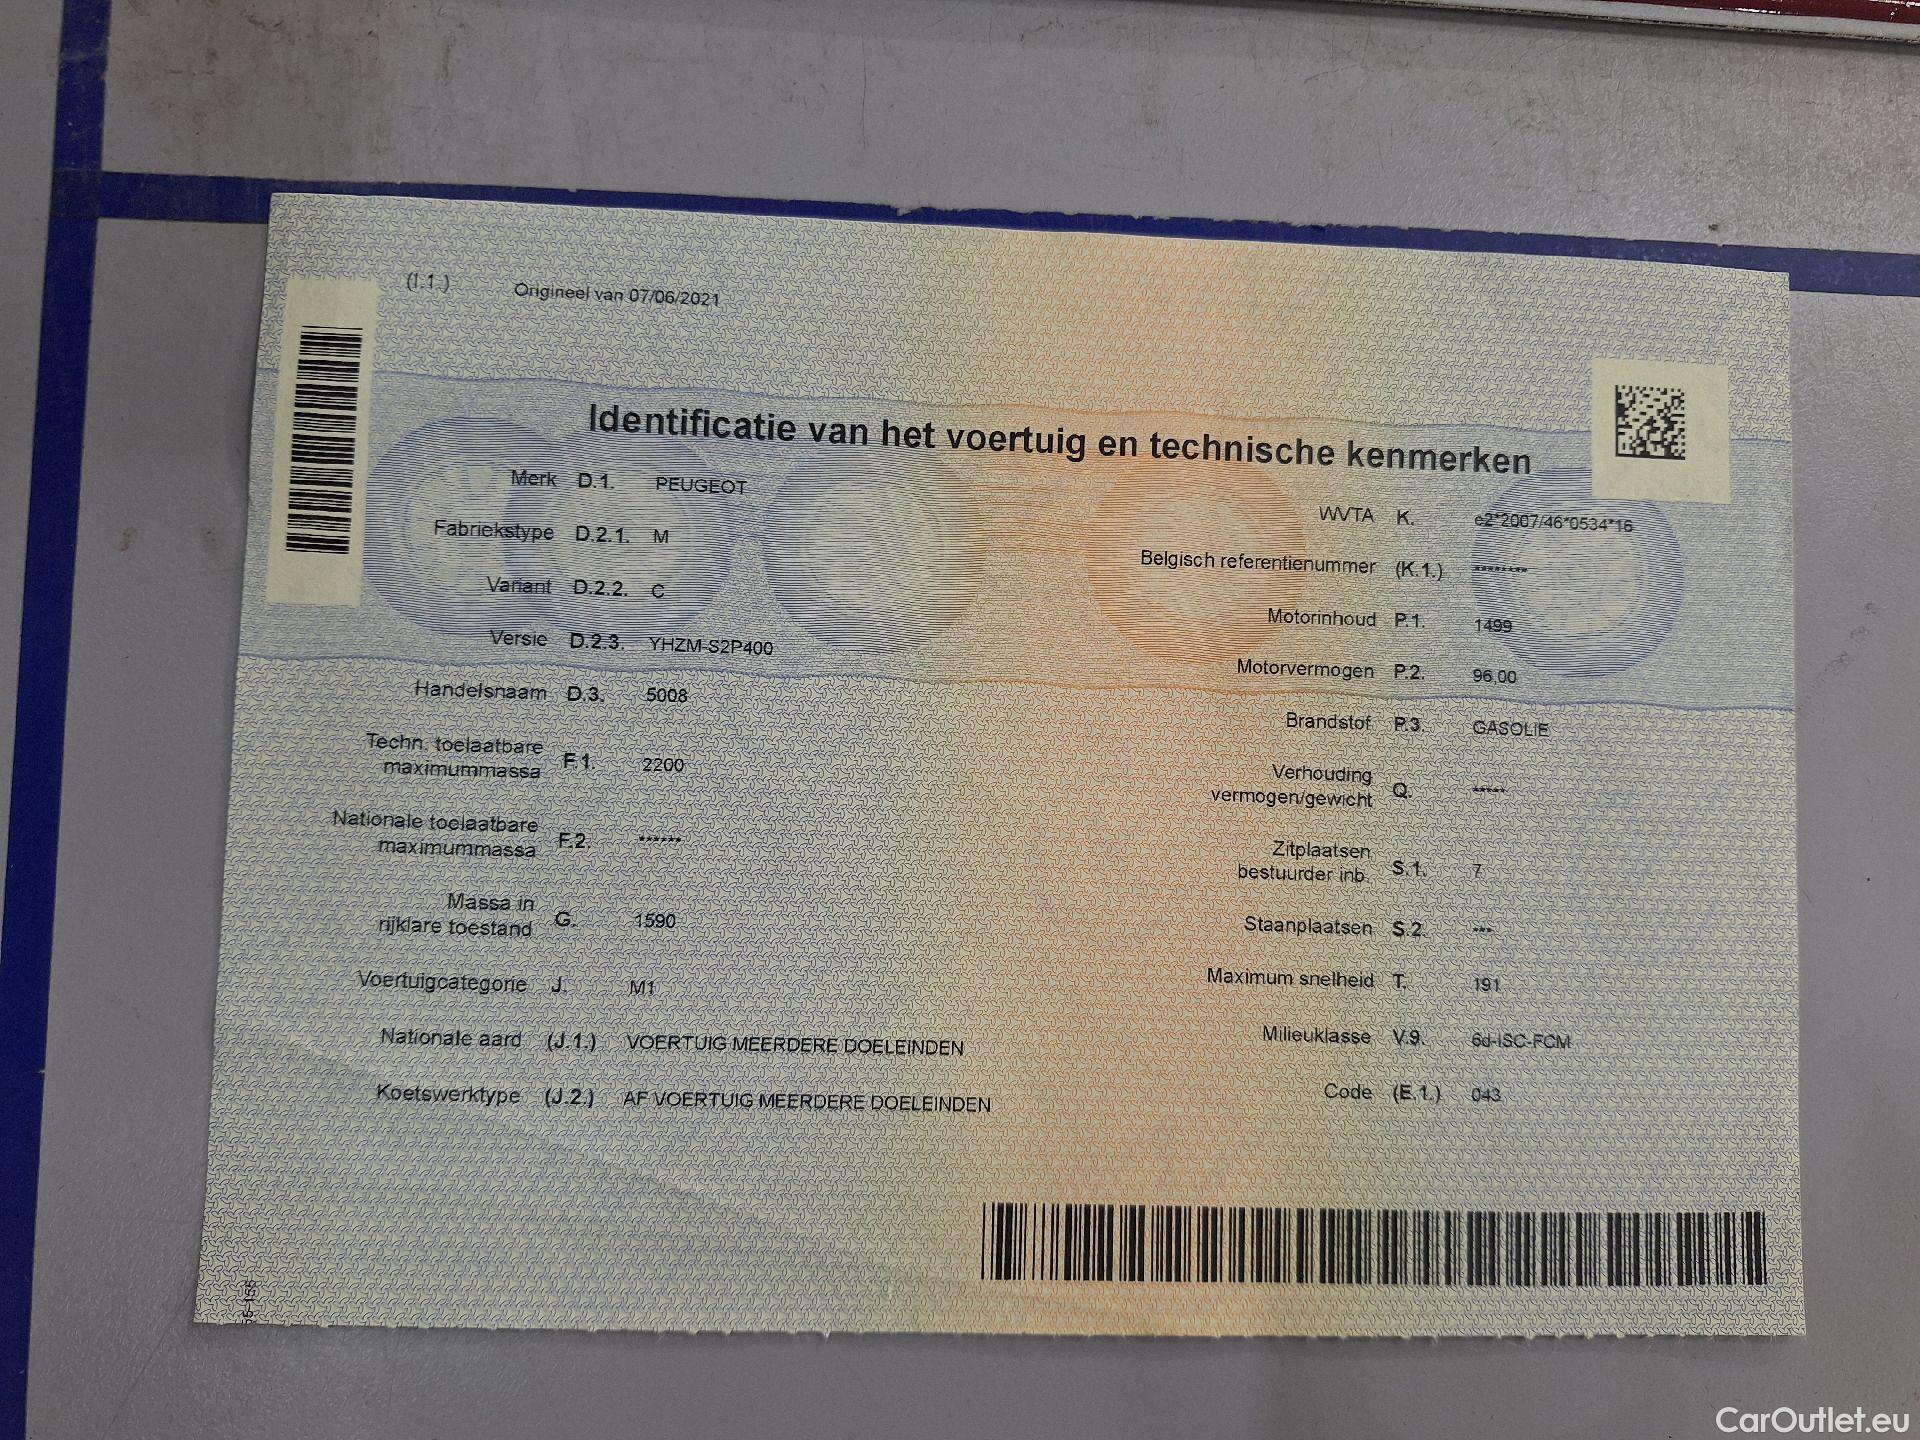 (I.1.) Origineel van 07/06/2021
Identificatie van het voertuig en technische kenmerken
Merk D.1. PEUGEOT
Fabriekstype D.2.1. M
Variant D.2.2. C
Versie D.2.3. YHZM-S2P400
Handelsnaam D.3. 5008
Techn. toelaatbare
maximummassa F.1. 2200
Nationale toelaatbare
maximummassa F.2. ******
Massa in
rijklare toestand G. 1590
Voertuigcategorie J. M1
Nationale aard (J.1.) VOERTUIG MEERDERE DOELEINDEN
Koetswerktype (J.2.) AF VOERTUIG MEERDERE DOELEINDEN
WVTA K. e2*2007/46*0534*16
Belgisch referentienummer (K.1.) ********
Motorinhoud P.1. 1499
Motorvermogen P.2. 96,00
Brandstof P.3. GASOLIE
Verhouding
vermogen/gewicht Q. *****
Zitplaatsen
bestuurder inb. S.1. 7
Staanplaatsen S.2. ***
Maximum snelheid T. 191
Milieuklasse V.9. 6d-ISC-FCM
Code (E.1.) 043
CarOutlet.eu